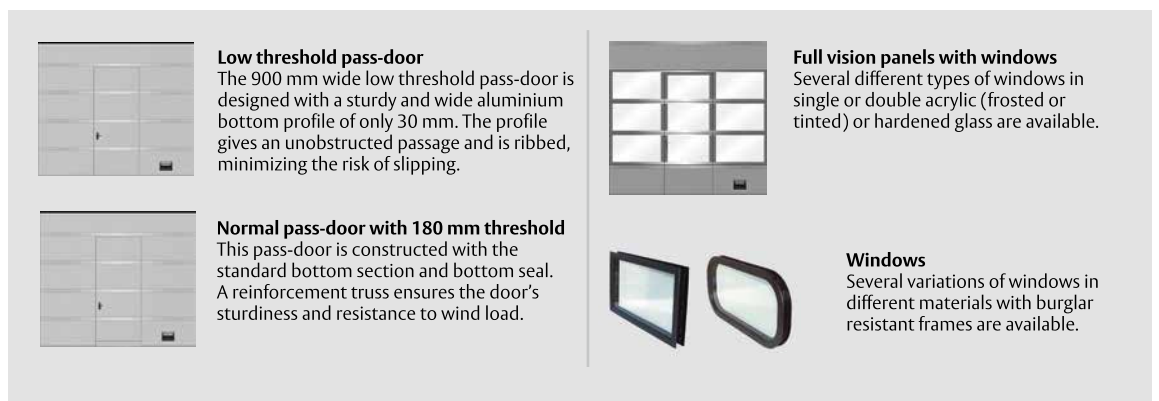 Low threshold pass-door
The 900 mm wide low threshold pass-door is
designed with a sturdy and wide aluminium
bottom profile of only 30 mm. The profile
gives an unobstructed passage and is ribbed,
minimizing the risk of slipping.
Normal pass-door with 180 mm threshold
This pass-door is constructed with the
standard bottom section and bottom seal.
A reinforcement truss ensures the door's
sturdiness and resistance to wind load.
Full vision panels with windows
Several different types of windows in
single or double acrylic (frosted or
tinted) or hardened glass are available.
Windows
Several variations of windows in
different materials with burglar
resistant frames are available.